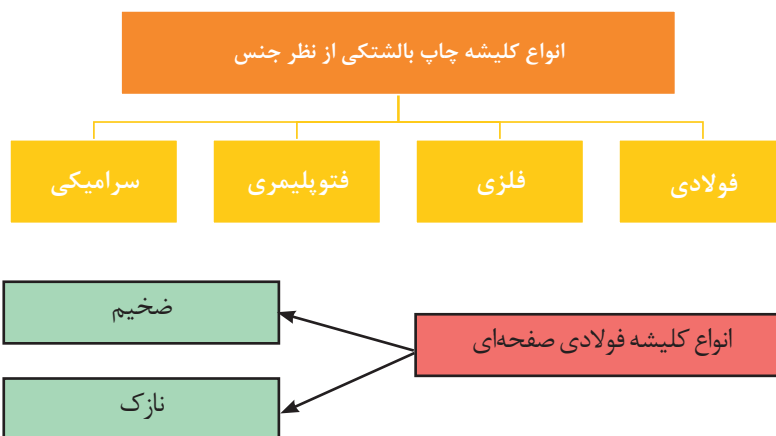 انواع کلیشه چاپ بالشتکی از نظر جنس
فولادی
فلزی
فتوپلیمری
سرامیکی
انواع کلیشه فولادی صفحه‌ای
ضخیم
نازک